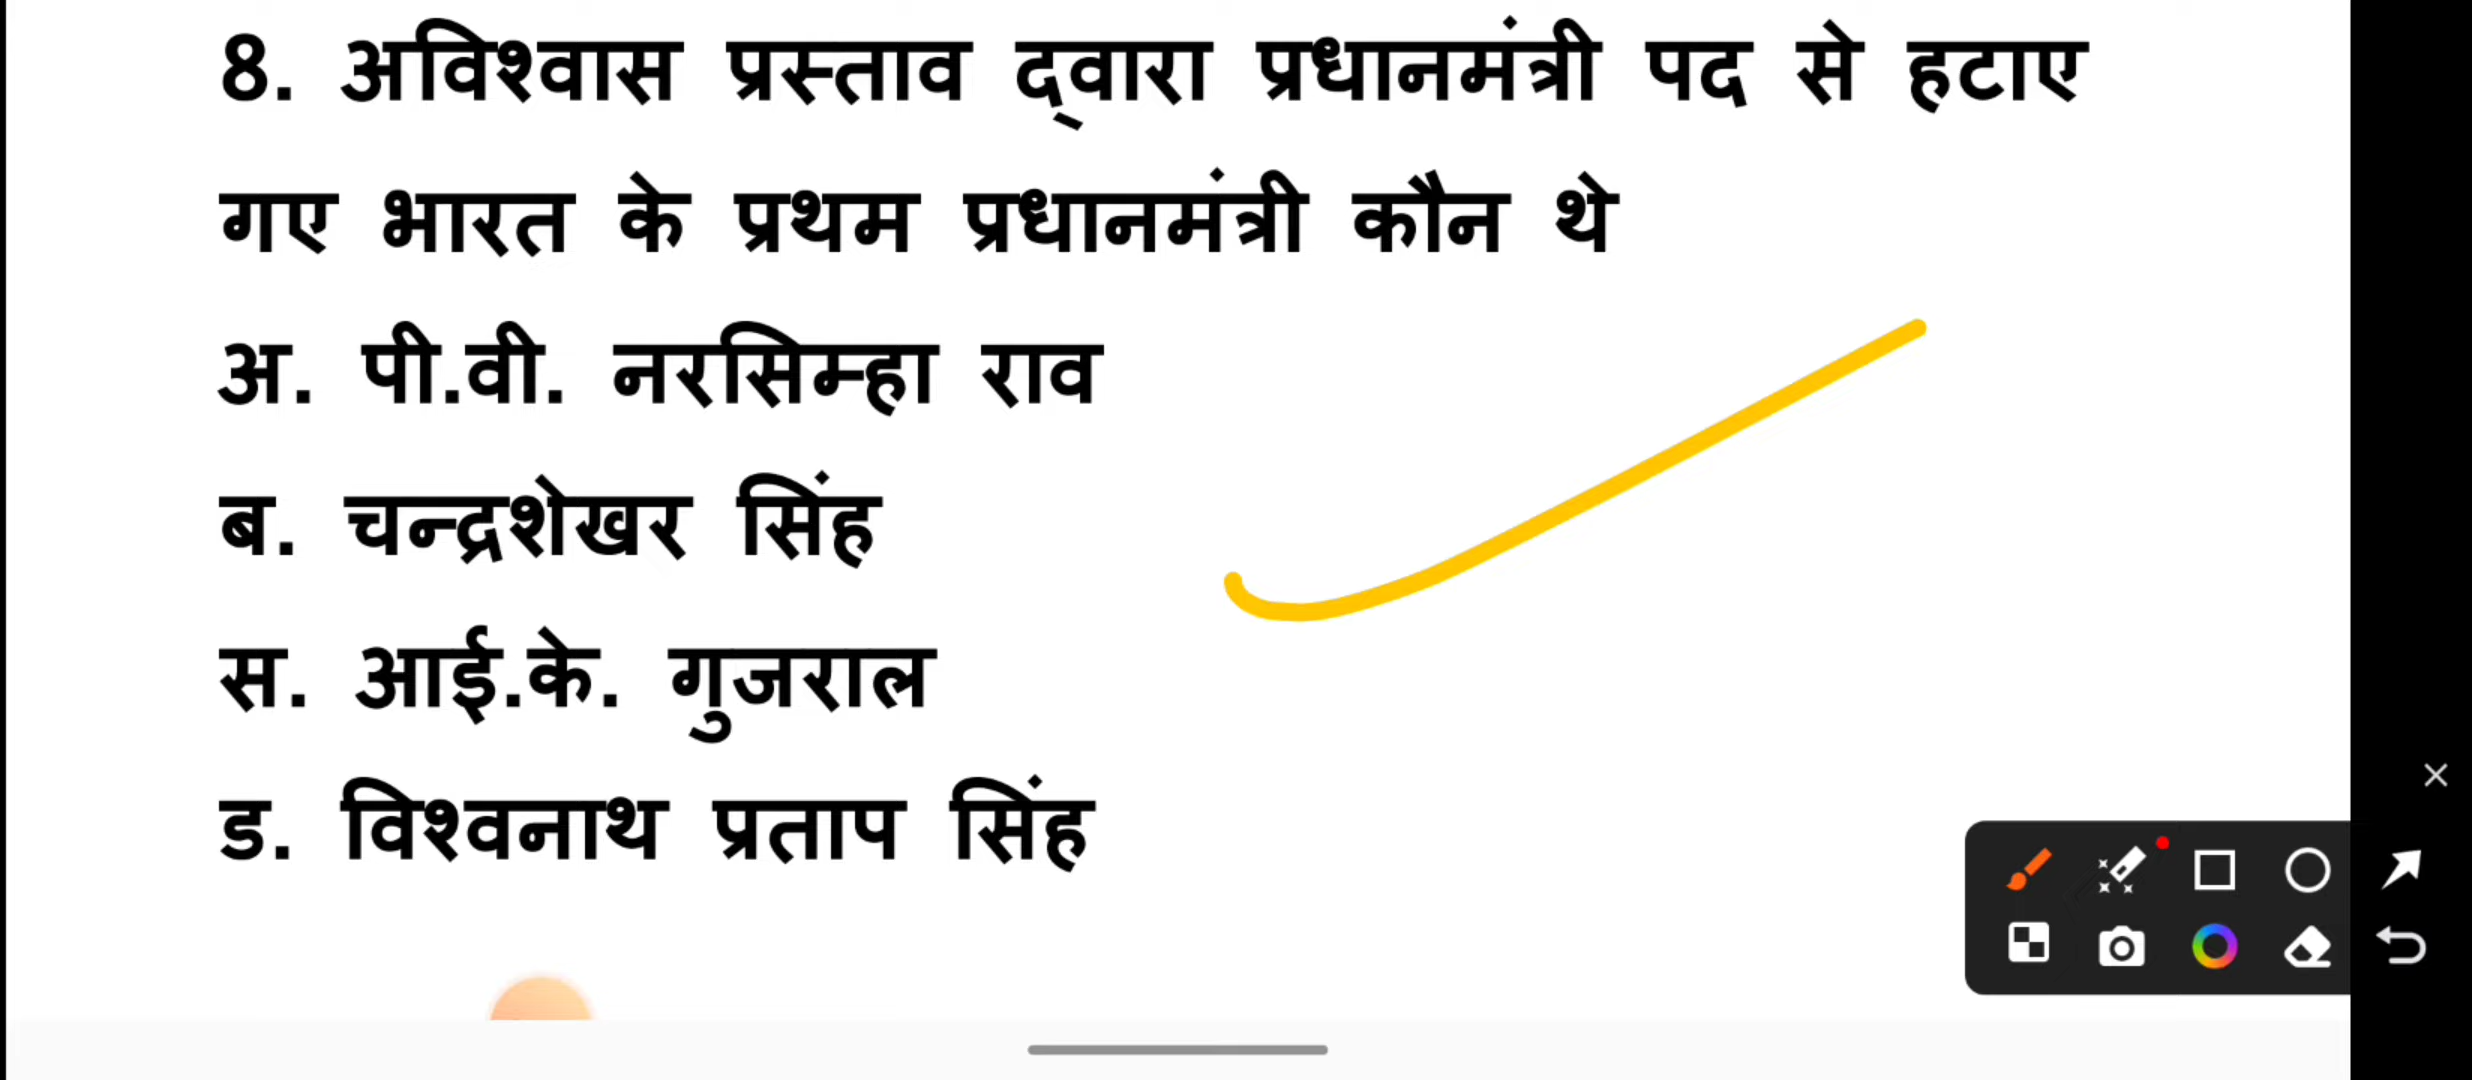 8. अविश्वास प्रस्ताव द्वारा प्रधानमंत्री पद से हटाए
गए भारत के प्रथम प्रधानमंत्री कौन थे
अ. पी.वी. नरसिम्हा राव
ब. चन्द्रशेखर सिंह
स. आई.के. गुजराल
ड. विश्वनाथ प्रताप सिंह